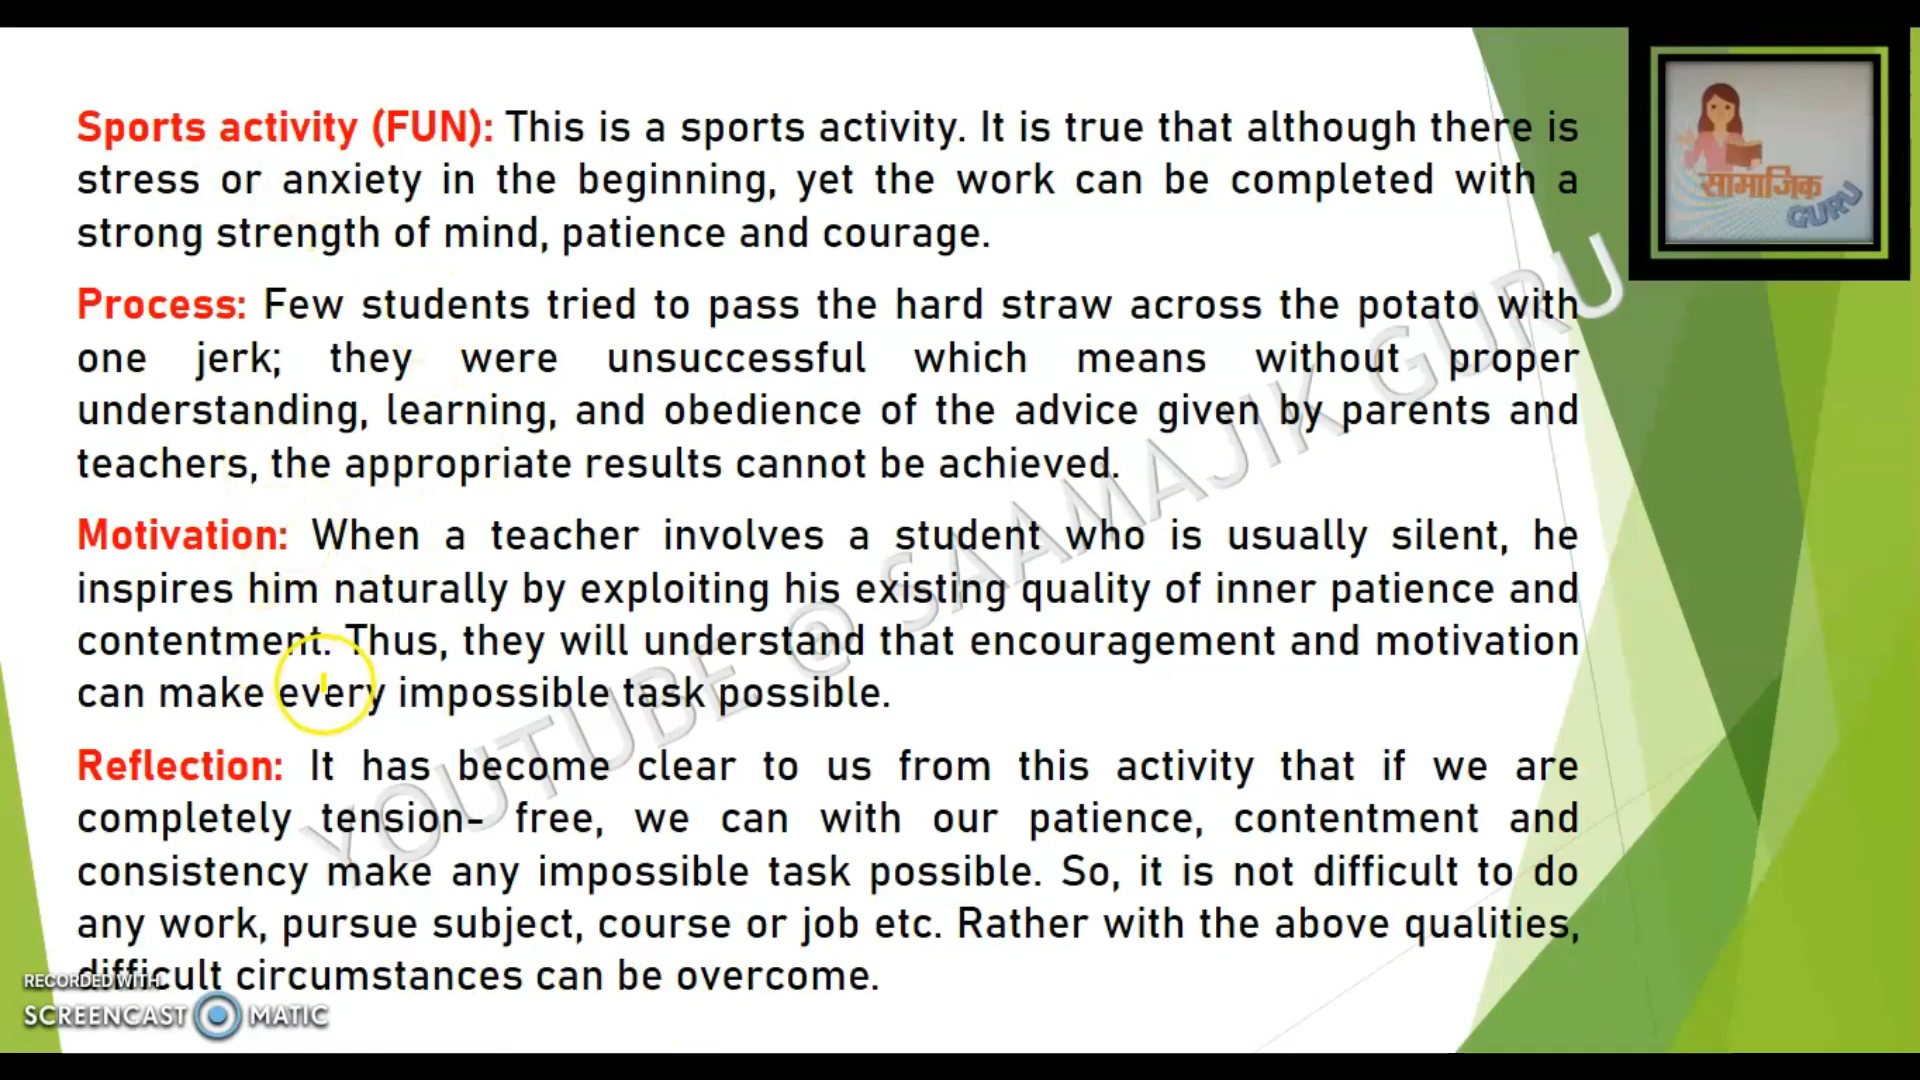 Sports activity (FUN): This is a sports activity. It is true that although there is
stress or anxiety in the beginning, yet the work can be completed with a
strong strength of mind, patience and courage.
Process: Few students tried to pass the hard straw across the potato with
one jerk; they were unsuccessful which means without proper
understanding, learning, and obedience of the advice given by parents and
teachers, the appropriate results cannot be achieved.
Motivation: When a teacher involves a student who is usually silent, he
inspires him naturally by exploiting his existing quality of inner patience and
contentment. Thus, they will understand that encouragement and motivation
can make every impossible task possible.
Reflection: It has become clear to us from this activity that if we are
completely tension- free, we can with our patience, contentment and
consistency make any impossible task possible. So, it is not difficult to do
any work, pursue subject, course or job etc. Rather with the above qualities,
difficult circumstances can be overcome.
सामाजिक
GURU
YOUTUBE @ SAAMAJIK GURU
RECORDED WITH
SCREENCAST MATIC